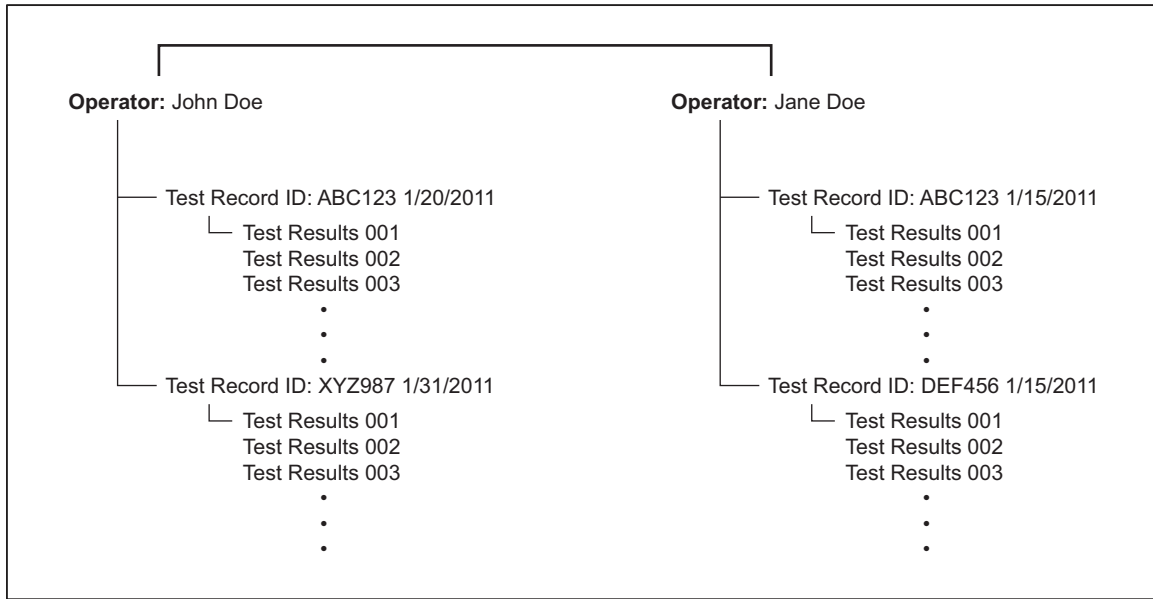 Operator: John Doe
Test Record ID: ABC123 1/20/2011
Test Results 001
Test Results 002
Test Results 003
Test Record ID: XYZ987 1/31/2011
Test Results 001
Test Results 002
Test Results 003
Operator: Jane Doe
Test Record ID: ABC123 1/15/2011
Test Results 001
Test Results 002
Test Results 003
Test Record ID: DEF456 1/15/2011
Test Results 001
Test Results 002
Test Results 003